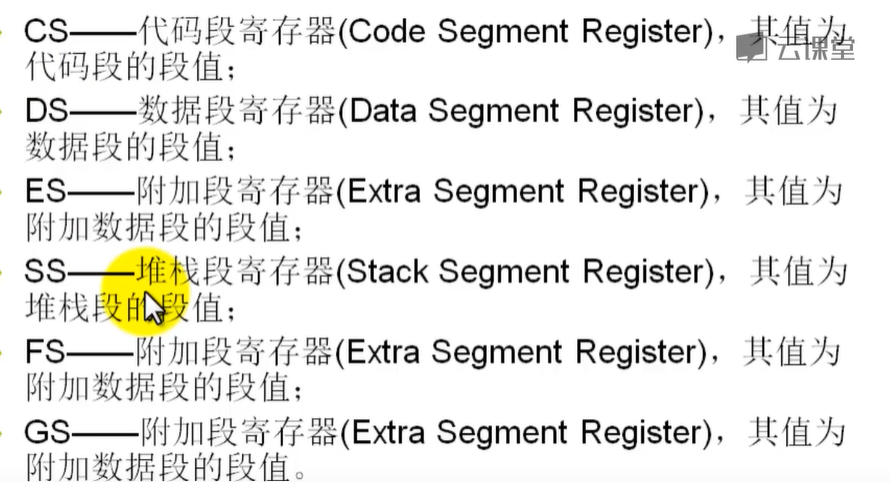 CS——代码段寄存器(Code Segment Register)，其值为
代码段的段值；
DS——数据段寄存器(Data Segment Register)，其值为
数据段的段值；
ES——附加段寄存器(Extra Segment Register)，其值为
附加数据段的段值；
SS——堆栈段寄存器(Stack Segment Register)，其值为
堆栈段的段值；
FS——附加段寄存器(Extra Segment Register)，其值为
附加数据段的段值；
GS——附加段寄存器(Extra Segment Register)，其值为
附加数据段的段值。
云课堂